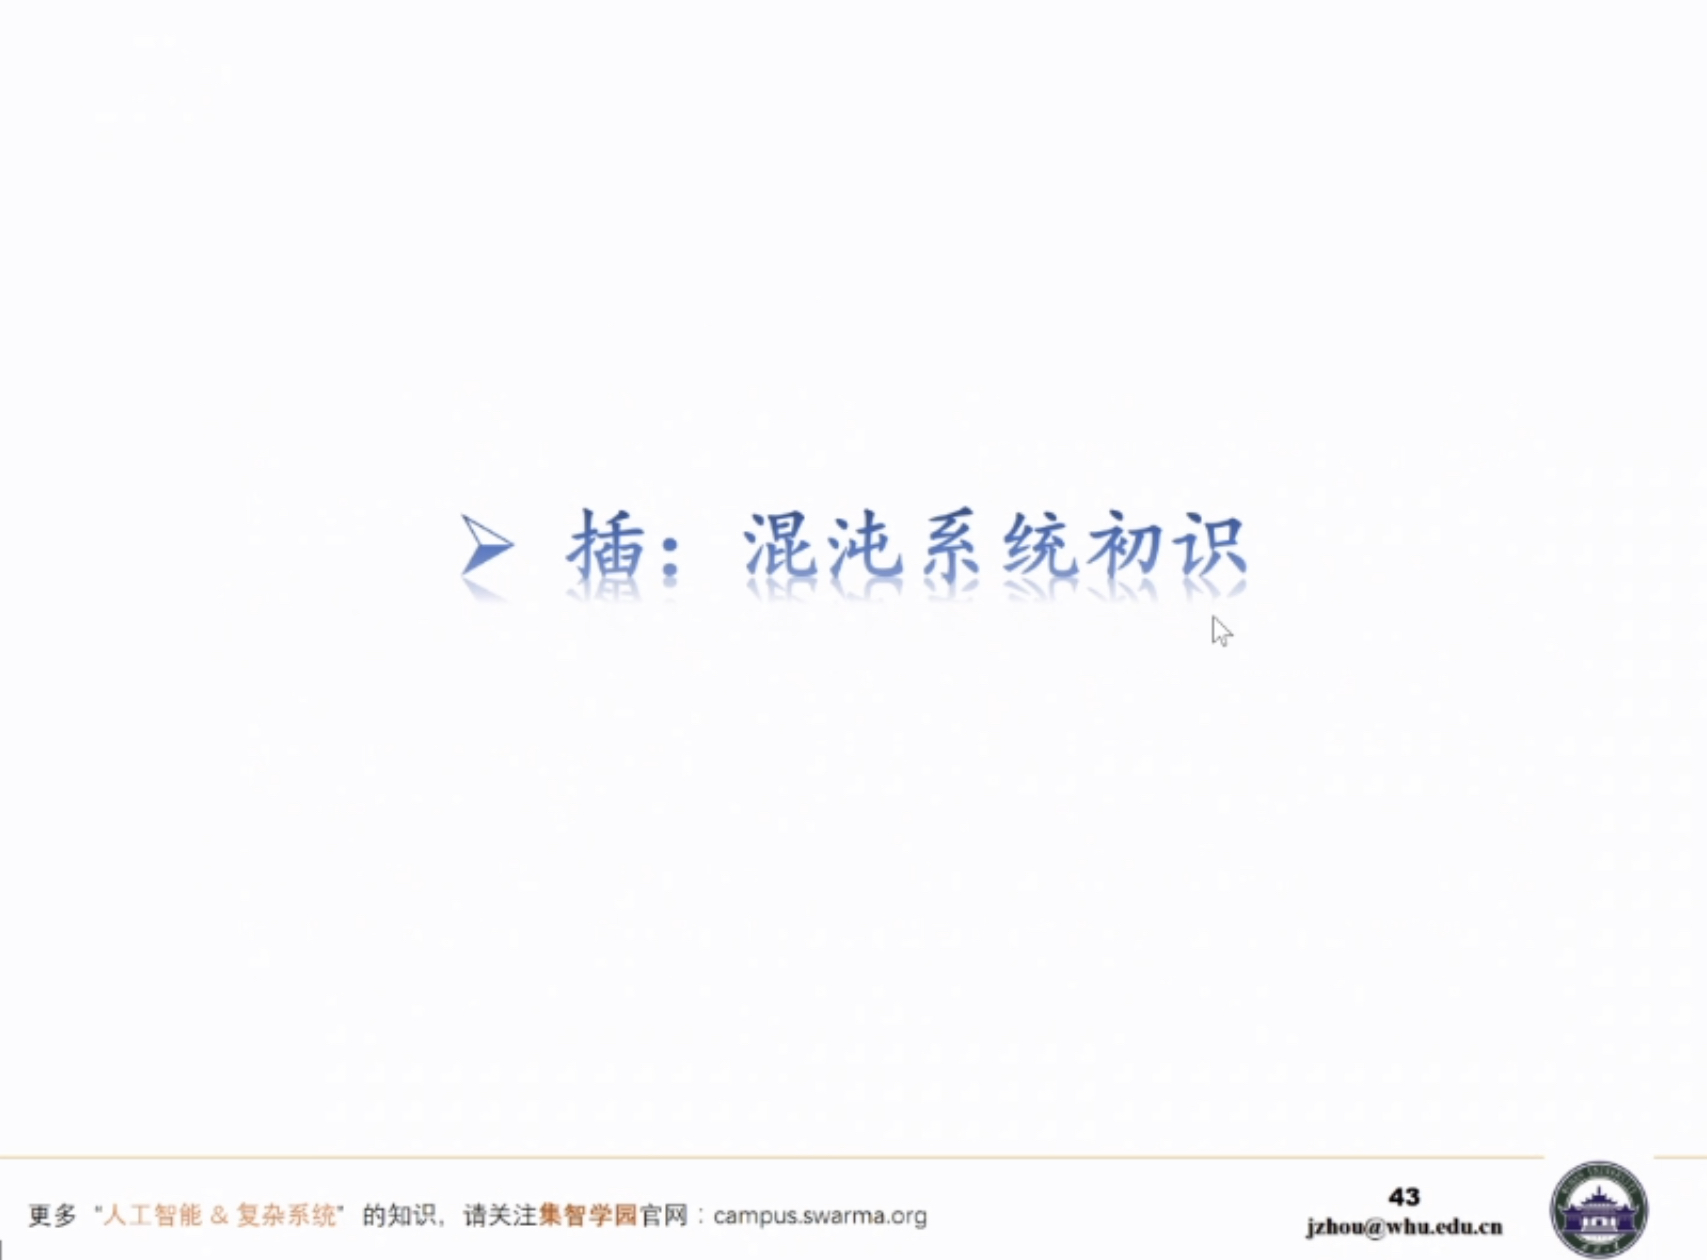 ➢ 插：混沌系统初识
更多 "人工智能 & 复杂系统" 的知识，请关注集智学园官网：campus.swarma.org
43
jzhou@whu.edu.cn